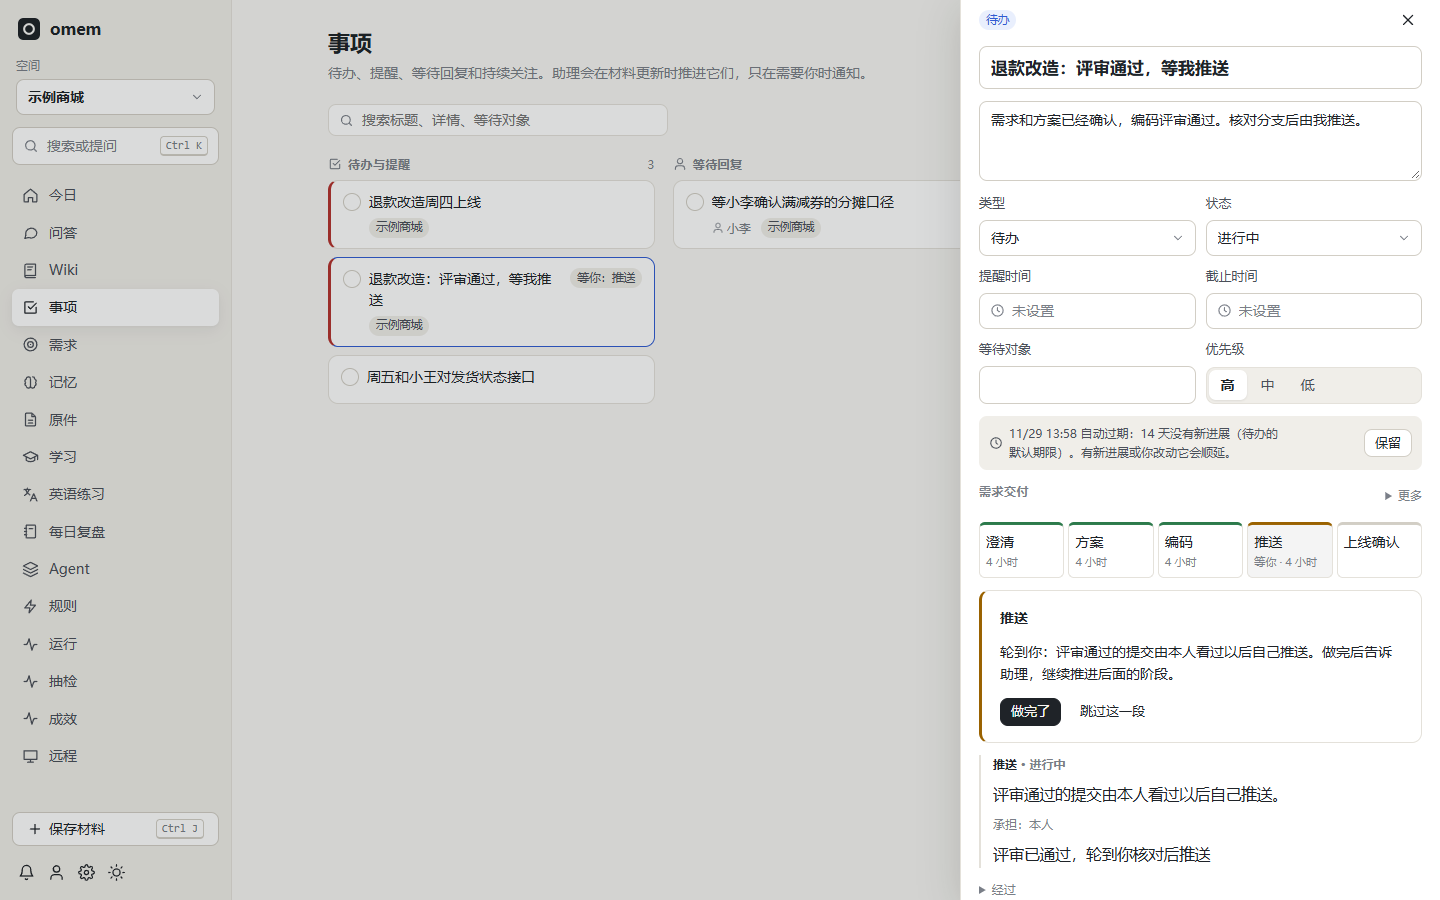 omem
空间
示例商城
搜索或提问
Ctrl K
今日
问答
Wiki
事项
需求
记忆
原件
学习
英语练习
每日复盘
Agent
规则
运行
抽检
成效
远程
保存材料
Ctrl J
事项
待办、提醒、等待回复和持续关注。助理会在材料更新时推进它们，只在需要你时通知。
搜索标题、详情、等待对象
待办与提醒
3
退款改造周四上线
示例商城
退款改造：评审通过，等我推
送
等你：推送
示例商城
周五和小王对发货状态接口
等待回复
等小李确认满减券的分摊口径
小李
示例商城
待办
退款改造：评审通过，等我推送
需求和方案已经确认，编码评审通过。核对分支后由我推送。
类型
状态
待办
进行中
提醒时间
截止时间
未设置
未设置
等待对象
优先级
高
中
低
11/29 13:58 自动过期：14 天没有新进展（待办的
默认期限）。有新进展或你改动它会顺延。
保留
需求交付
更多
澄清
4 小时
方案
4 小时
编码
4 小时
推送
等你 · 4 小时
上线确认
推送
轮到你：评审通过的提交由本人看过以后自己推送。做完后告诉
助理，继续推进后面的阶段。
做完了
跳过这一段
推送 • 进行中
评审通过的提交由本人看过以后自己推送。
承担：本人
评审已通过，轮到你核对后推送
经过